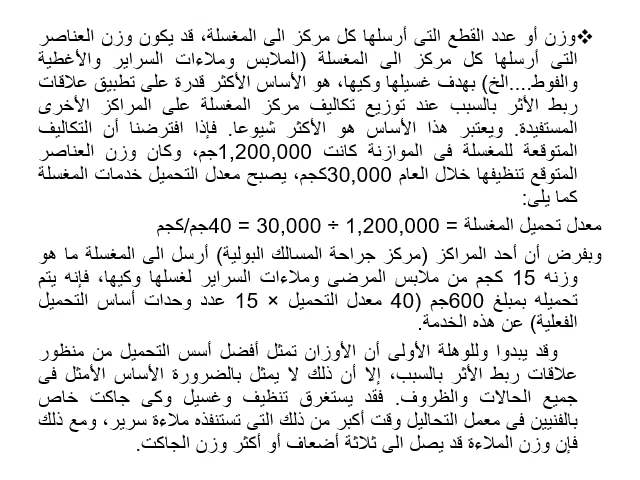 ❖وزن أو عدد القطع التى أرسلها كل مركز الى المغسلة، قد يكون وزن العناصر
التى أرسلها كل مركز الى المغسلة (الملابس وملاءات السراير والأغطية
والفوط....الخ) بهدف غسيلها وكيها، هو الأساس الأكثر قدرة على تطبيق علاقات
ربط الأثر بالسبب عند توزيع تكاليف مركز المغسلة على المراكز الأخرى
المستفيدة. ويعتبر هذا الأساس هو الأكثر شيوعا. فإذا افترضنا أن التكاليف
المتوقعة للمغسلة فى الموازنة كانت 1,200,000جم، وكان وزن العناصر
المتوقع تنظيفها خلال العام 30,000كجم، يصبح معدل التحميل خدمات المغسلة
كما يلى:
معدل تحميل المغسلة = 1,200,000 ÷ 30,000 = 40جم/كجم
وبفرض أن أحد المراكز (مركز جراحة المسالك البولية) أرسل الى المغسلة ما هو
وزنه 15 كجم من ملابس المرضى وملاءات السراير لغسلها وكيها، فإنه يتم
تحميله بمبلغ 600جم (40 معدل التحميل × 15 عدد وحدات أساس التحميل
الفعلية) عن هذه الخدمة.
وقد يبدوا وللوهلة الأولى أن الأوزان تمثل أفضل أسس التحميل من منظور
علاقات ربط الأثر بالسبب، إلا أن ذلك لا يمثل بالضرورة الأساس الأمثل فى
جميع الحالات والظروف. فقد يستغرق تنظيف وغسيل وكى جاكت خاص
بالفنيين فى معمل التحاليل وقت أكبر من ذلك التى تستنفذه ملاءة سرير، ومع ذلك
فإن وزن الملاءة قد يصل الى ثلاثة أضعاف أو أكثر وزن الجاكت.